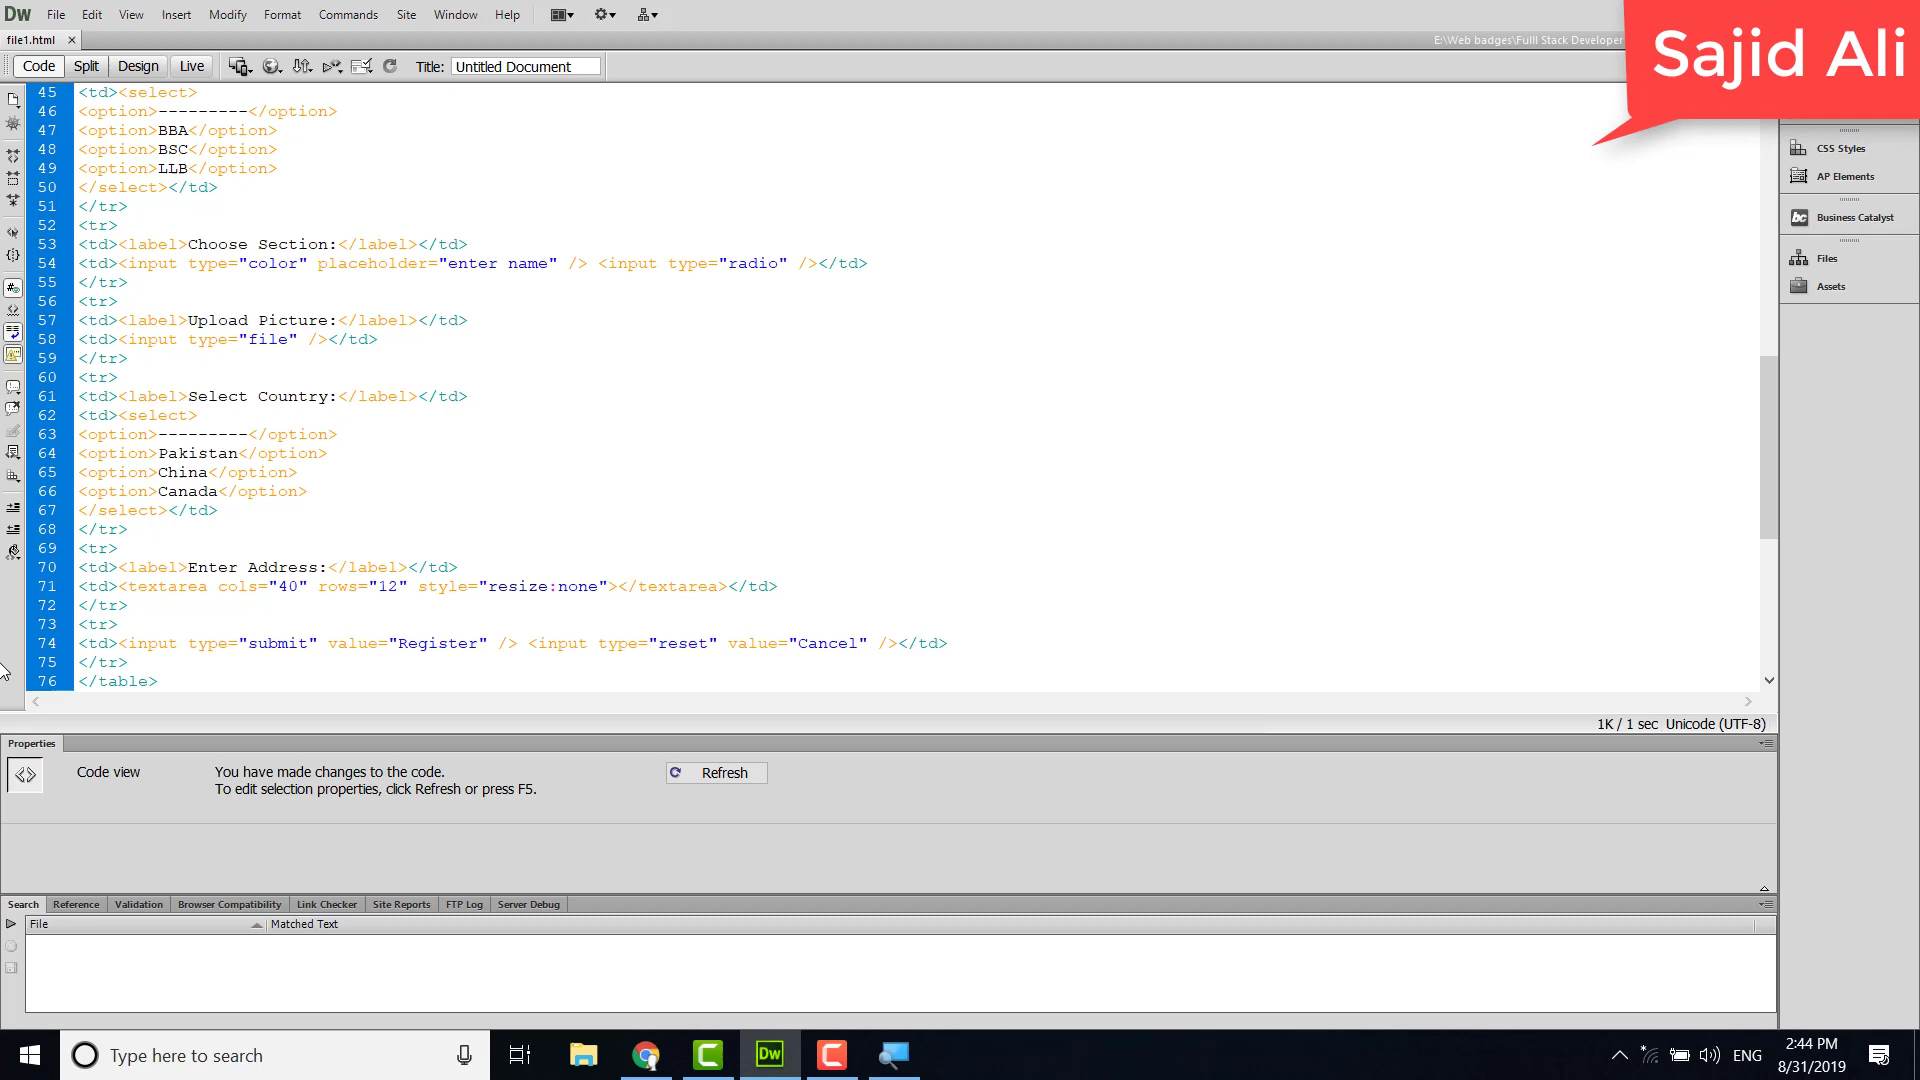 Dw File Edit View Insert Modify Format Commands Site Window Help
file1.html
E:\Web badges\Fulll Stack Developer
Sajid Ali
Code Split Design Live Title: Untitled Document
45 <td><select>
46 <option>---------</option>
47 <option>BBA</option>
48 <option>BSC</option>
49 <option>LLB</option>
50 </select></td>
51 </tr>
52 <tr>
53 <td><label>Choose Section:</label></td>
54 <td><input type="color" placeholder="enter name" /> <input type="radio" /></td>
55 </tr>
56 <tr>
57 <td><label>Upload Picture:</label></td>
58 <td><input type="file" /></td>
59 </tr>
60 <tr>
61 <td><label>Select Country:</label></td>
62 <td><select>
63 <option>---------</option>
64 <option>Pakistan</option>
65 <option>China</option>
66 <option>Canada</option>
67 </select></td>
68 </tr>
69 <tr>
70 <td><label>Enter Address:</label></td>
71 <td><textarea cols="40" rows="12" style="resize:none"></textarea></td>
72 </tr>
73 <tr>
74 <td><input type="submit" value="Register" /> <input type="reset" value="Cancel" /></td>
75 </tr>
76 </table>
CSS Styles
AP Elements
Business Catalyst
Files
Assets
1K / 1 sec Unicode (UTF-8)
Properties
Code view
You have made changes to the code.
To edit selection properties, click Refresh or press F5.
Refresh
Search Reference Validation Browser Compatibility Link Checker Site Reports FTP Log Server Debug
File Matched Text
Type here to search
Dw
ENG
2:44 PM
8/31/2019